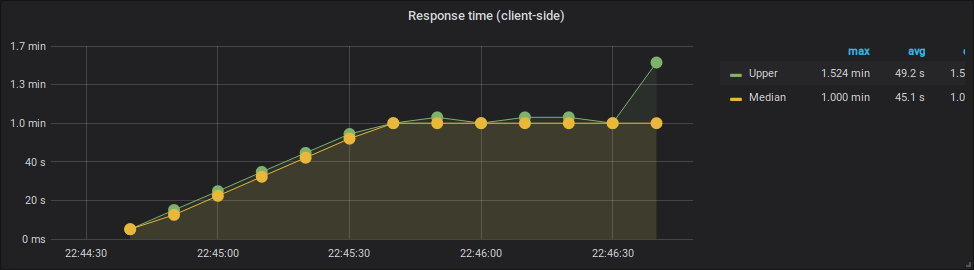 Response time (client-side)
1.7 min
1.3 min
1.0 min
40 s
20 s
0 ms
22:44:30 22:45:00 22:45:30 22:46:00 22:46:30
max avg
Upper 1.524 min 49.2 s 1.5
Median 1.000 min 45.1 s 1.0